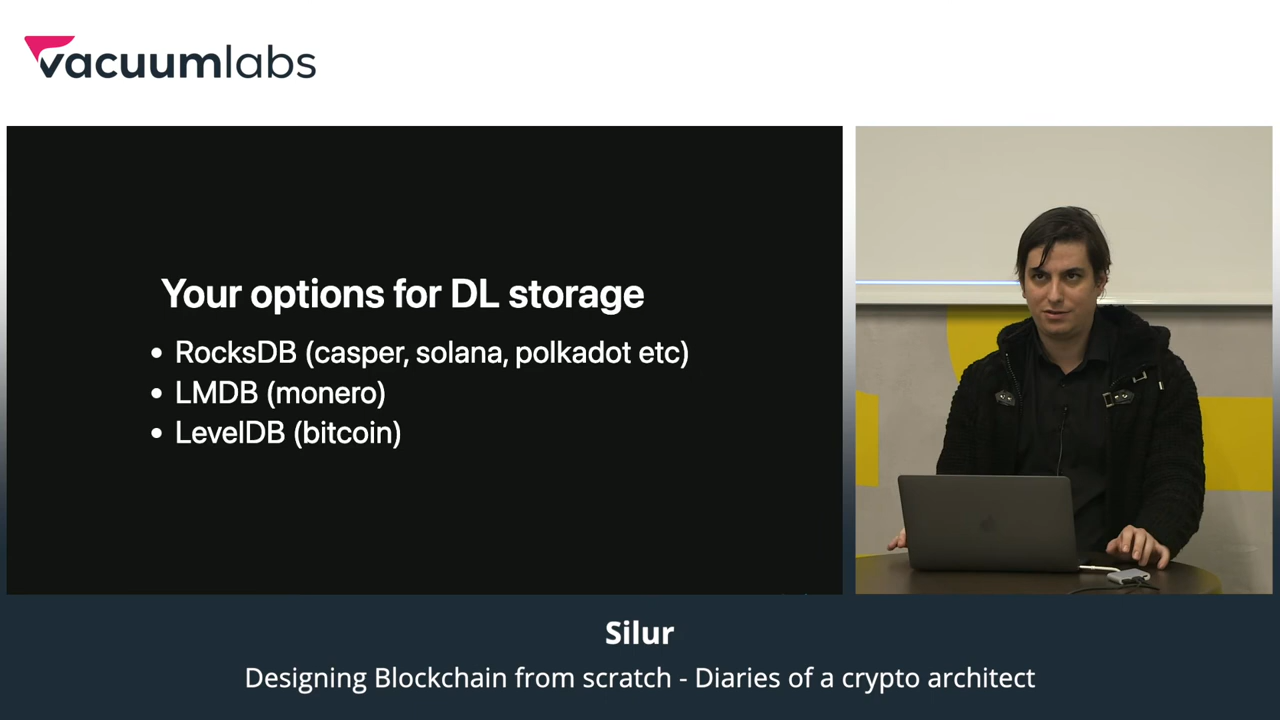 vacuumlabs
Your options for DL storage
• RocksDB (casper, solana, polkadot etc)
• LMDB (monero)
• LevelDB (bitcoin)
Silur
Designing Blockchain from scratch - Diaries of a crypto architect